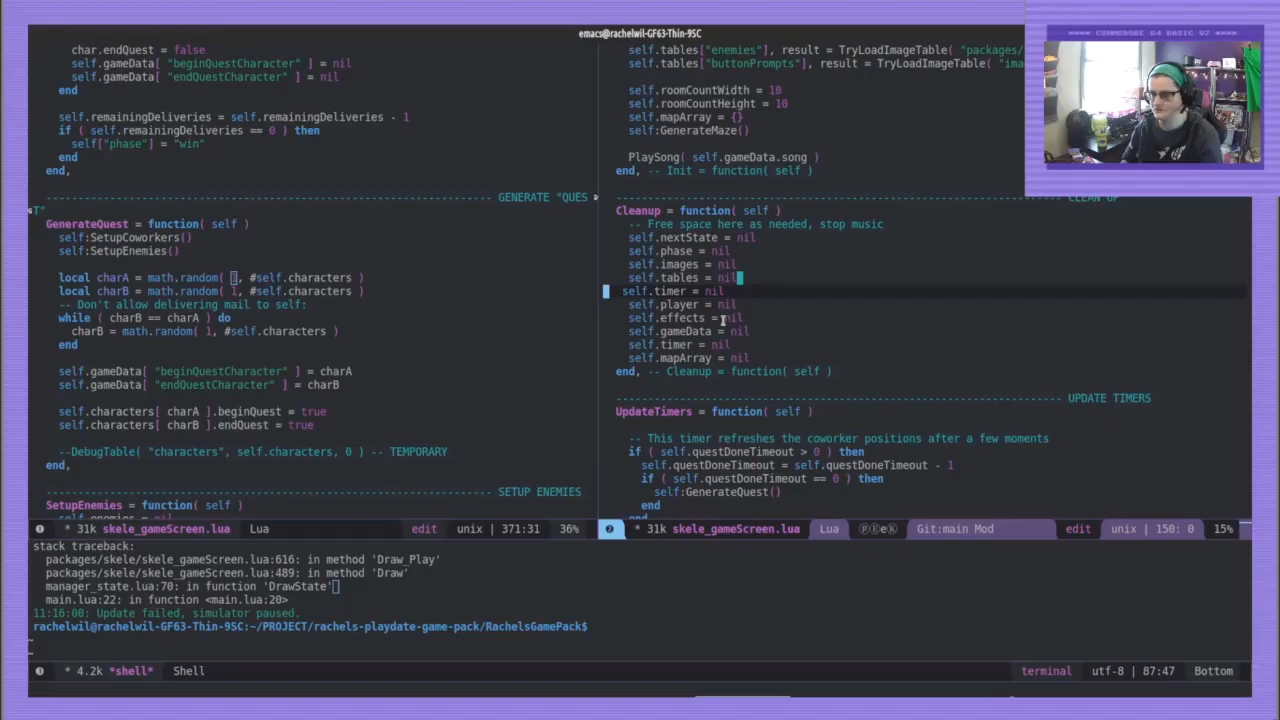 emacs@rachelwil-GF63-Thin-9SC
**** COMMODORE 64 BASIC V2 ****
char.endQuest = false
self.gameData[ "beginQuestCharacter" ] = nil
self.gameData[ "endQuestCharacter" ] = nil
end
self.remainingDeliveries = self.remainingDeliveries - 1
if ( self.remainingDeliveries == 0 ) then
self["phase"] = "win"
end
end,
GENERATE "QUES
T"
GenerateQuest = function( self )
self:SetupCoworkers()
self:SetupEnemies()
local charA = math.random( 1, #self.characters )
local charB = math.random( 1, #self.characters )
-- Don't allow delivering mail to self:
while ( charB == charA ) do
charB = math.random( 1, #self.characters )
end
self.gameData[ "beginQuestCharacter" ] = charA
self.gameData[ "endQuestCharacter" ] = charB
self.characters[ charA ].beginQuest = true
self.characters[ charB ].endQuest = true
--DebugTable( "characters", self.characters, 0 ) -- TEMPORARY
end,
SETUP ENEMIES
SetupEnemies = function( self )
self.enemies = nil
* 31k skele_gameScreen.lua Lua edit unix | 371:31 36%
self.tables["enemies"], result = TryLoadImageTable( "packages/
self.tables["buttonPrompts"], result = TryLoadImageTable( "ima
self.roomCountWidth = 10
self.roomCountHeight = 10
self.mapArray = {}
self:GenerateMaze()
PlaySong( self.gameData.song )
end, -- Init = function( self )
CLEAN UP
Cleanup = function( self )
-- Free space here as needed, stop music
self.nextState = nil
self.phase = nil
self.images = nil
self.tables = nil
self.timer = nil
self.player = nil
self.effects = nil
self.gameData = nil
self.timer = nil
self.mapArray = nil
end, -- Cleanup = function( self )
UPDATE TIMERS
UpdateTimers = function( self )
-- This timer refreshes the coworker positions after a few moments
if ( self.questDoneTimeout > 0 ) then
self.questDoneTimeout = self.questDoneTimeout - 1
if ( self.questDoneTimeout == 0 ) then
self:GenerateQuest()
end
end
* 31k skele_gameScreen.lua Lua Git:main Mod edit unix | 150: 0 15%
stack traceback:
packages/skele/skele_gameScreen.lua:616: in method 'Draw_Play'
packages/skele/skele_gameScreen.lua:489: in method 'Draw'
manager_state.lua:70: in function 'DrawState'
main.lua:22: in function <main.lua:20>
11:16:00: Update failed, simulator paused.
rachelwil@rachelwil-GF63-Thin-9SC:~/PROJECT/rachels-playdate-game-pack/RachelsGamePack$
~
~
* 4.2k *shell* Shell terminal utf-8 | 87:47 Bottom